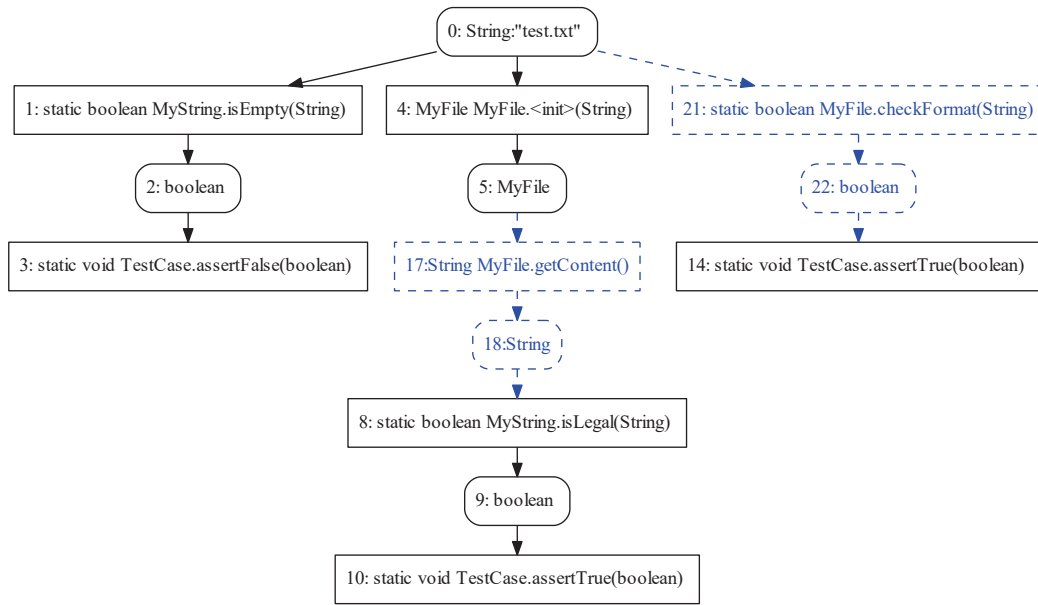 0: String:"test.txt"
1: static boolean MyString.isEmpty(String)
4: MyFile MyFile.<init>(String)
21: static boolean MyFile.checkFormat(String)
2: boolean
5: MyFile
22: boolean
3: static void TestCase.assertFalse(boolean)
17:String MyFile.getContent()
14: static void TestCase.assertTrue(boolean)
18:String
8: static boolean MyString.isLegal(String)
9: boolean
10: static void TestCase.assertTrue(boolean)